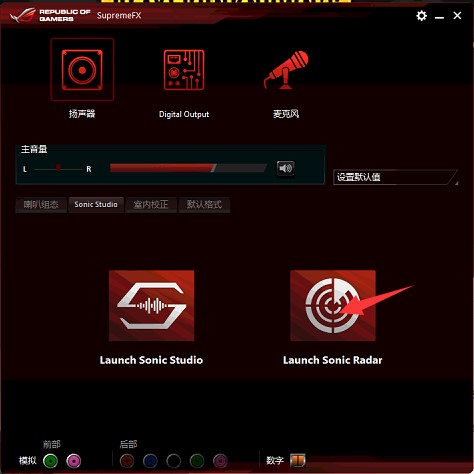 REPUBLIC OF
GAMERS
SupremeFX
扬声器
Digital Output
麦克风
主音量
L
R
设置默认值
喇叭组态
Sonic Studio
室内校正
默认格式
Launch Sonic Studio
Launch Sonic Radar
前部
后部
模拟
数字